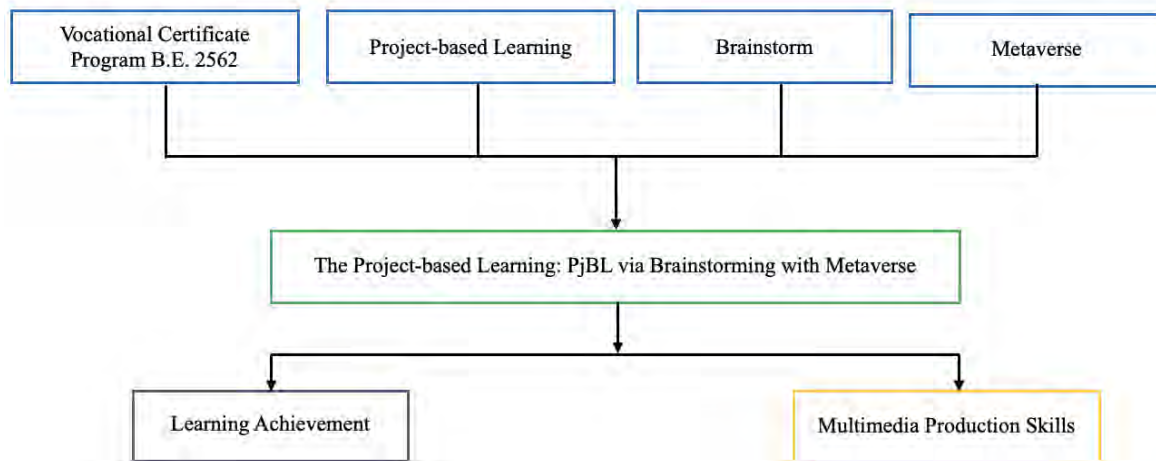 Vocational Certificate
Program B.E. 2562
Project-based Learning
Brainstorm
Metaverse
The Project-based Learning: PjBL via Brainstorming with Metaverse
Learning Achievement
Multimedia Production Skills